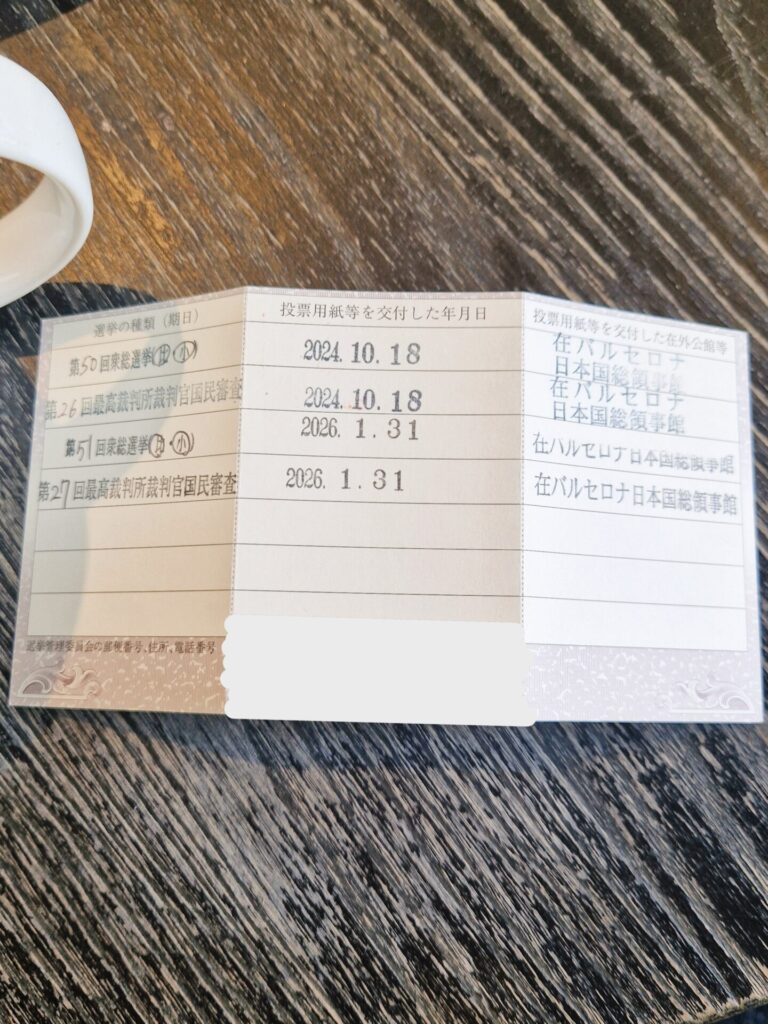 選挙の種類（期日）　投票用紙等を交付した年月日　投票用紙等を交付した在外公館等
第50回衆総選挙(比・小)　2024.10.18　在バルセロナ
日本国総領事館
第26回最高裁判所裁判官国民審査　2024.10.18　在バルセロナ
日本国総領事館
第51回衆総選挙(比・小)　2026.1.31　在バルセロナ日本国総領事館
第27回最高裁判所裁判官国民審査　2026.1.31　在バルセロナ日本国総領事館
選挙管理委員会の郵便番号、住所、電話番号